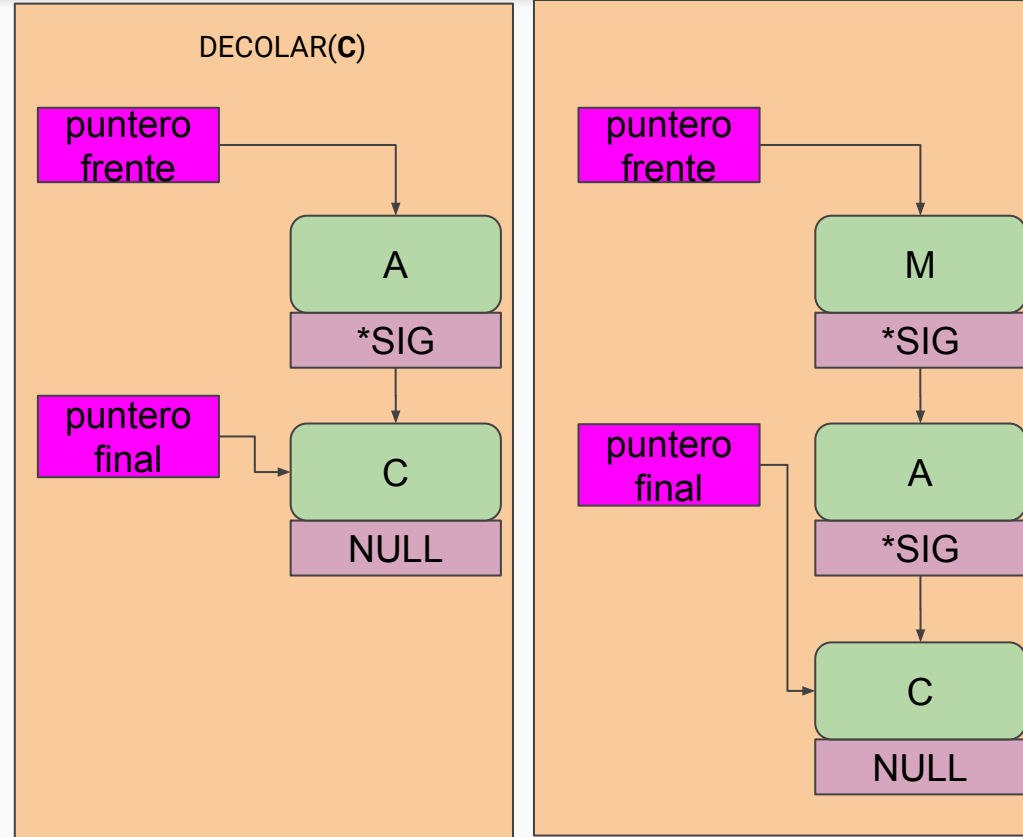 DECOLAR(C)
puntero
frente
A
*SIG
puntero
final
C
NULL
puntero
frente
M
*SIG
puntero
final
A
*SIG
C
NULL